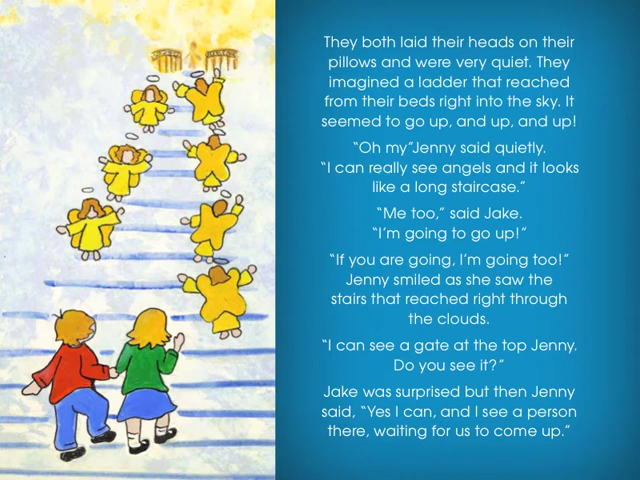 They both laid their heads on their
pillows and were very quiet. They
imagined a ladder that reached
from their beds right into the sky. It
seemed to go up, and up, and up!
“Oh my”Jenny said quietly.
“I can really see angels and it looks
like a long staircase.”
“Me too,” said Jake.
“I’m going to go up!”
“If you are going, I’m going too!”
Jenny smiled as she saw the
stairs that reached right through
the clouds.
“I can see a gate at the top Jenny.
Do you see it?”
Jake was surprised but then Jenny
said, “Yes I can, and I see a person
there, waiting for us to come up.”